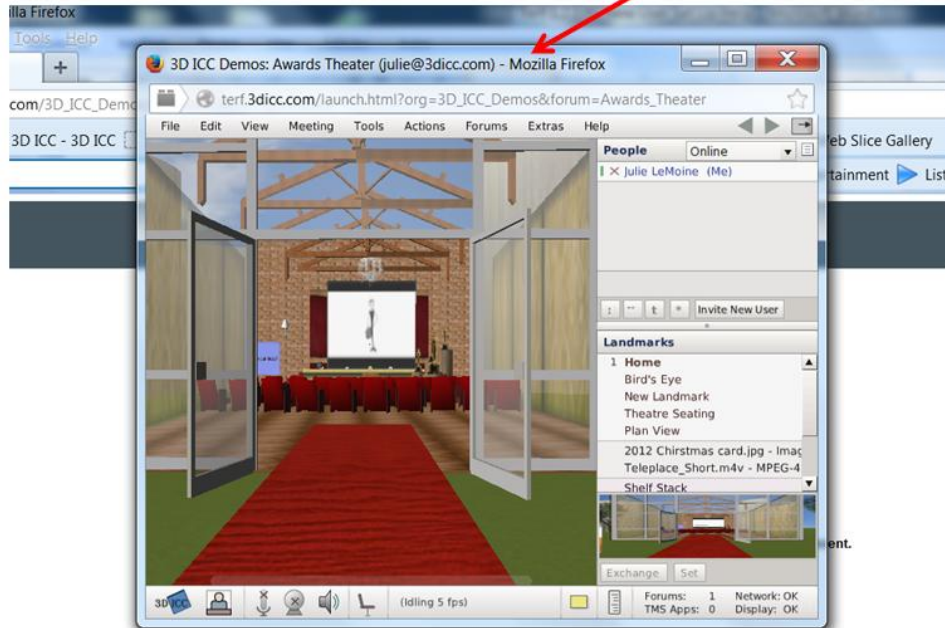 illa Firefox
Tools Help
+
com/3D_ICC_Demo
3D ICC - 3D ICC
3D ICC Demos: Awards Theater (julie@3dicc.com) - Mozilla Firefox
terf.3dicc.com/launch.html?org=3D_ICC_Demos&forum=Awards_Theater
File Edit View Meeting Tools Actions Forums Extras Help
People Online
Julie LeMoine (Me)
Invite New User
Landmarks
1 Home
Bird's Eye
New Landmark
Theatre Seating
Plan View
2012 Chirstmas card.jpg - Imag
Teleplace_Short.m4v - MPEG-4
Shelf Stack
Exchange Set
3D ICC
(Idling 5 fps)
Forums: 1 Network: OK
TMS Apps: 0 Display: OK
eb Slice Gallery
tainment List
ent.